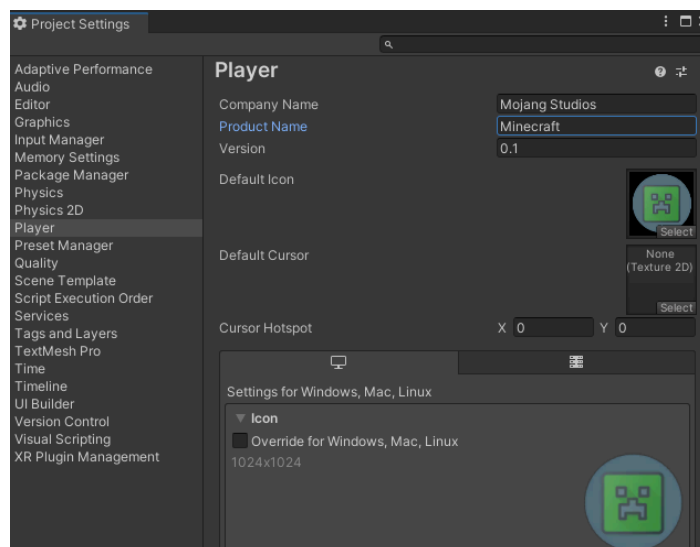 Project Settings
Adaptive Performance
Audio
Editor
Graphics
Input Manager
Memory Settings
Package Manager
Physics
Physics 2D
Player
Preset Manager
Quality
Scene Template
Script Execution Order
Services
Tags and Layers
TextMesh Pro
Time
Timeline
UI Builder
Version Control
Visual Scripting
XR Plugin Management
Player
Company Name Mojang Studios
Product Name Minecraft
Version 0.1
Default Icon
Select
Default Cursor
None
(Texture 2D)
Select
Cursor Hotspot X 0 Y 0
Settings for Windows, Mac, Linux
Icon
Override for Windows, Mac, Linux
1024x1024